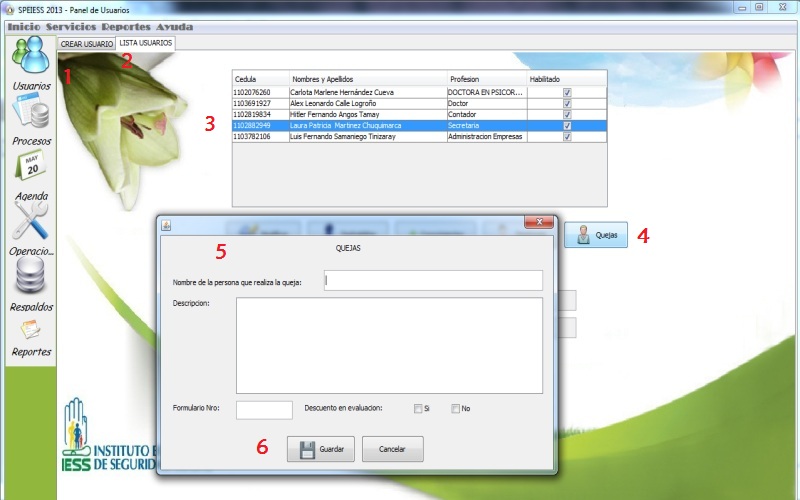 SPEIESS 2013 - Panel de Usuarios
Inicio Servicios Reportes Ayuda
CREAR USUARIO LISTA USUARIOS
1
2
Usuarios
Procesos
MAY
20
Agenda
Operacio...
Respaldos
Reportes
Cedula Nombres y Apellidos Profesion Habilitado
1102076260 Carlota Marlene Hernández Cueva DOCTORA EN PSICOR...
1103691927 Alex Leonardo Calle Logroño Doctor
3
1102819834 Hitler Fernando Angos Tamay Contador
1102882949 Laura Patricia Martinez Chuquimarca Secretaria
1103782106 Luis Fernando Samaniego Tinizaray Administracion Empresas
Quejas
4
5
QUEJAS
Nombre de la persona que realiza la queja:
Descripcion:
Formulario Nro: Descuento en evaluacion: Si No
6
Guardar Cancelar
INSTITUTO E
IESS DE SEGURID